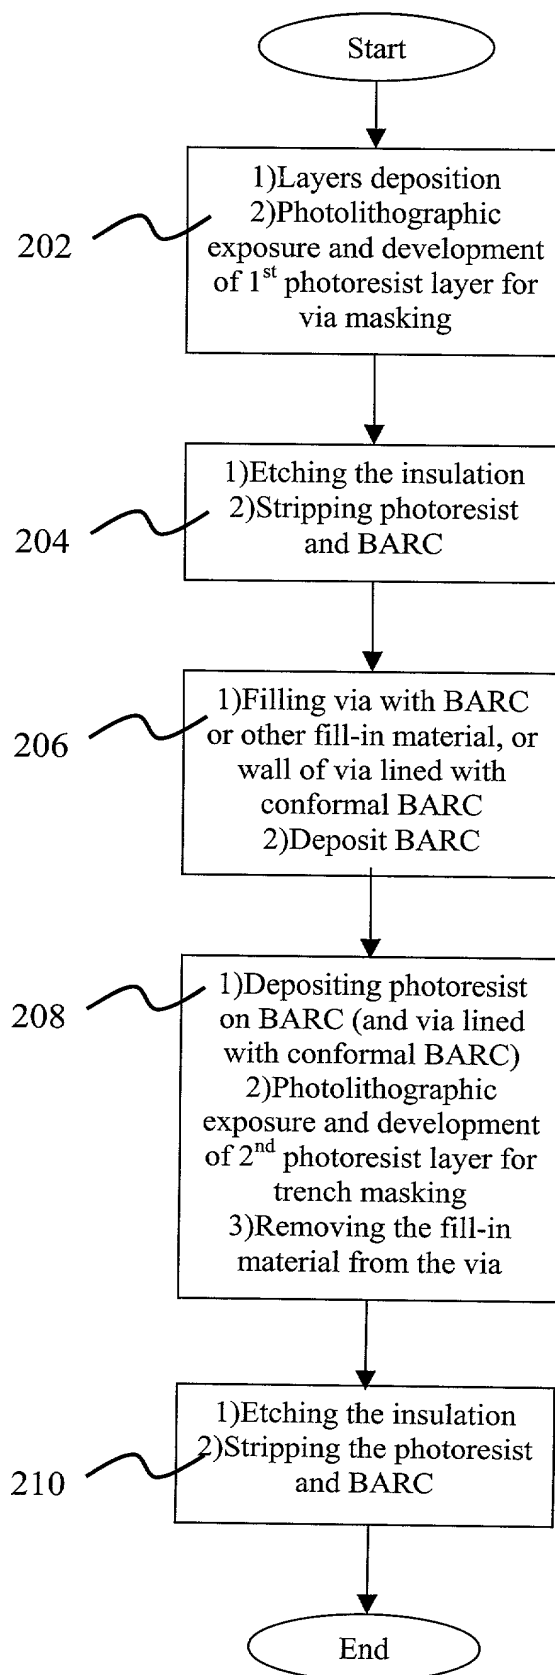 Start
202
1)Layers deposition
2)Photolithographic
exposure and development
of 1st photoresist layer for
via masking
204
1)Etching the insulation
2)Stripping photoresist
and BARC
206
1)Filling via with BARC
or other fill-in material, or
wall of via lined with
conformal BARC
2)Deposit BARC
208
1)Depositing photoresist
on BARC (and via lined
with conformal BARC)
2)Photolithographic
exposure and development
of 2nd photoresist layer for
trench masking
3)Removing the fill-in
material from the via
210
1)Etching the insulation
2)Stripping the photoresist
and BARC
End